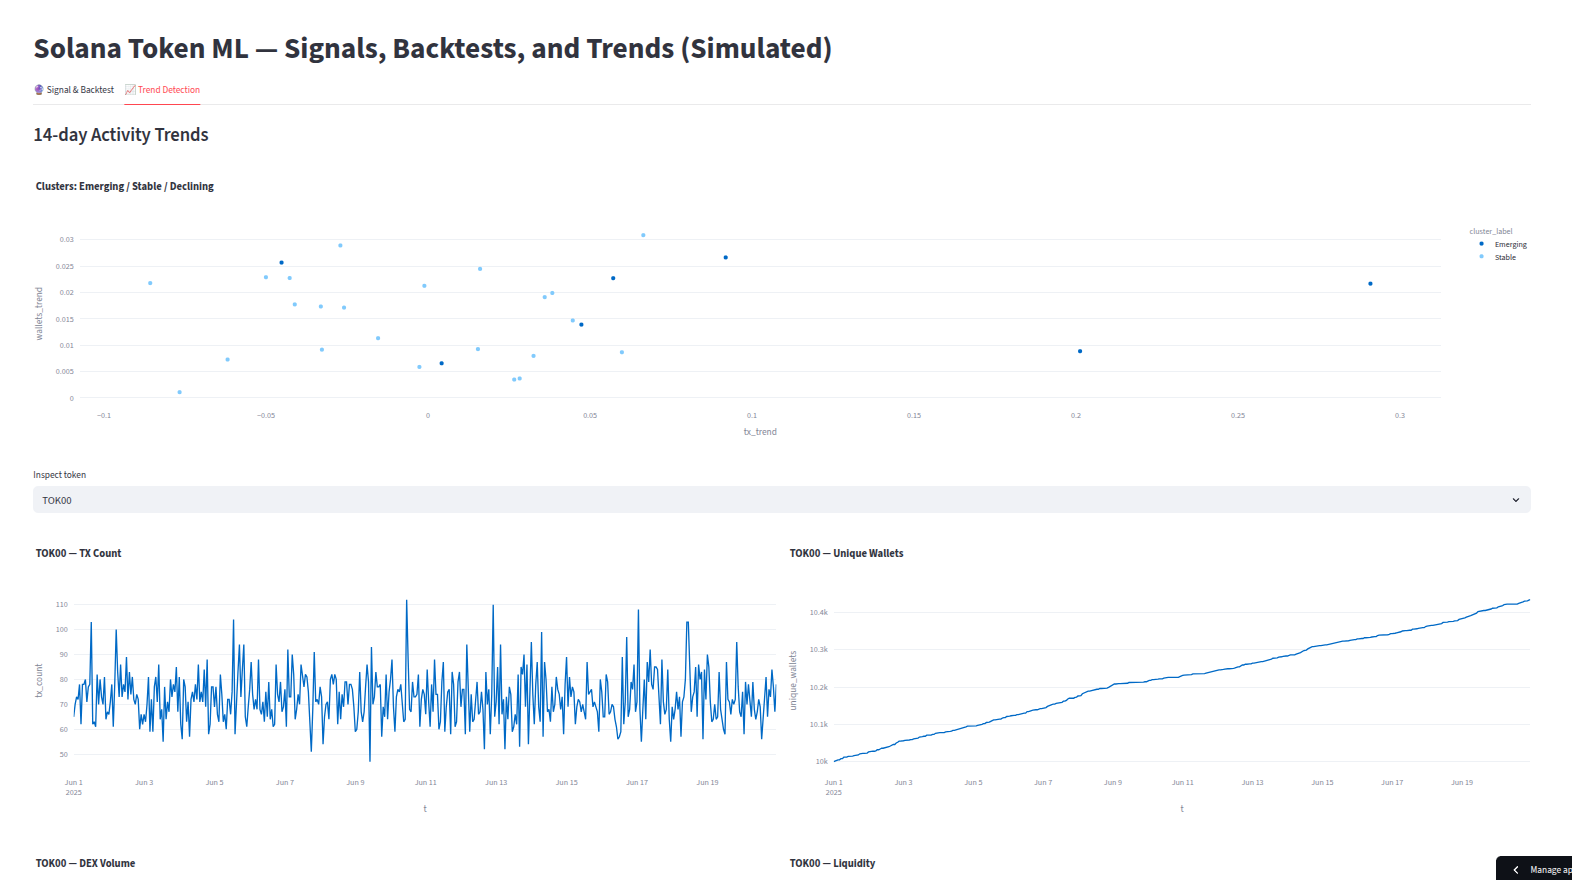 Solana Token ML — Signals, Backtests, and Trends (Simulated)
🔮 Signal & Backtest 📈 Trend Detection
14-day Activity Trends
Clusters: Emerging / Stable / Declining
cluster_label
Emerging
Stable
wallets_trend
0.03
0.025
0.02
0.015
0.01
0.005
0
−0.1 −0.05 0 0.05 0.1 0.15 0.2 0.25 0.3
tx_trend
Inspect token
TOK00
TOK00 — TX Count
tx_count
110
100
90
80
70
60
50
Jun 1 Jun 3 Jun 5 Jun 7 Jun 9 Jun 11 Jun 13 Jun 15 Jun 17 Jun 19
2025
t
TOK00 — Unique Wallets
unique_wallets
10.4k
10.3k
10.2k
10.1k
10k
Jun 1 Jun 3 Jun 5 Jun 7 Jun 9 Jun 11 Jun 13 Jun 15 Jun 17 Jun 19
2025
t
TOK00 — DEX Volume
TOK00 — Liquidity
Manage ap